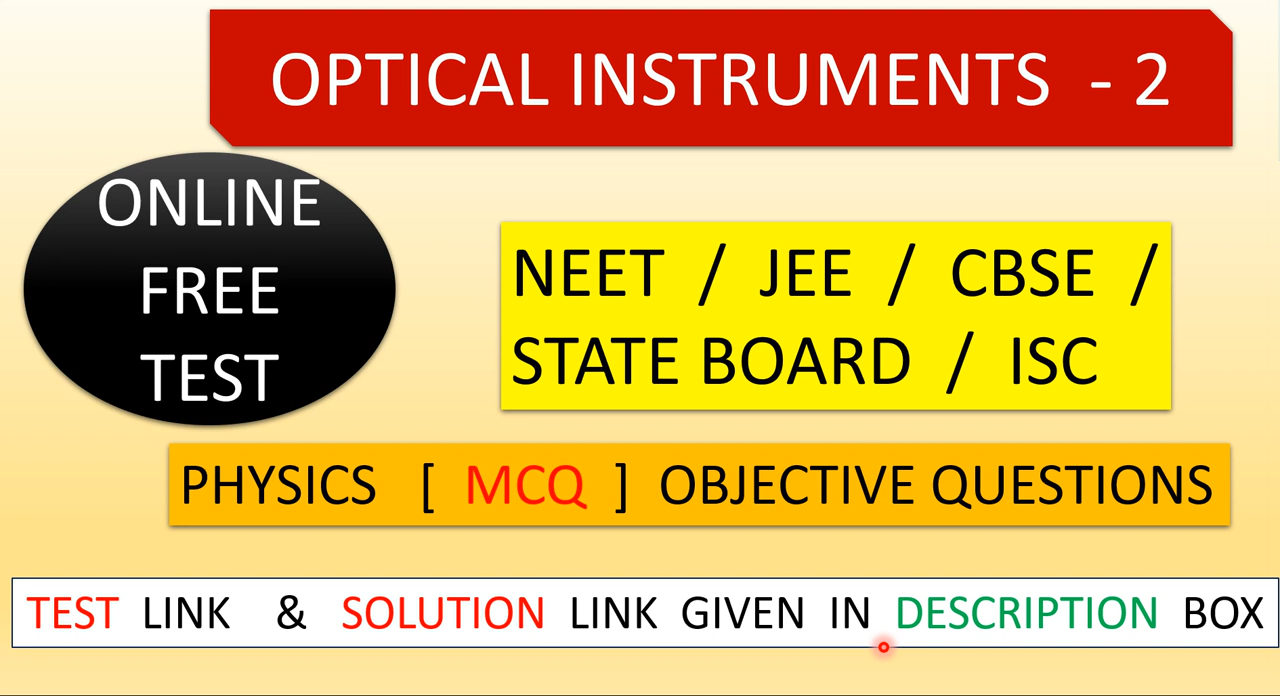 OPTICAL INSTRUMENTS - 2
ONLINE
FREE
TEST
NEET / JEE / CBSE /
STATE BOARD / ISC
PHYSICS [ MCQ ] OBJECTIVE QUESTIONS
TEST LINK & SOLUTION LINK GIVEN IN DESCRIPTION BOX